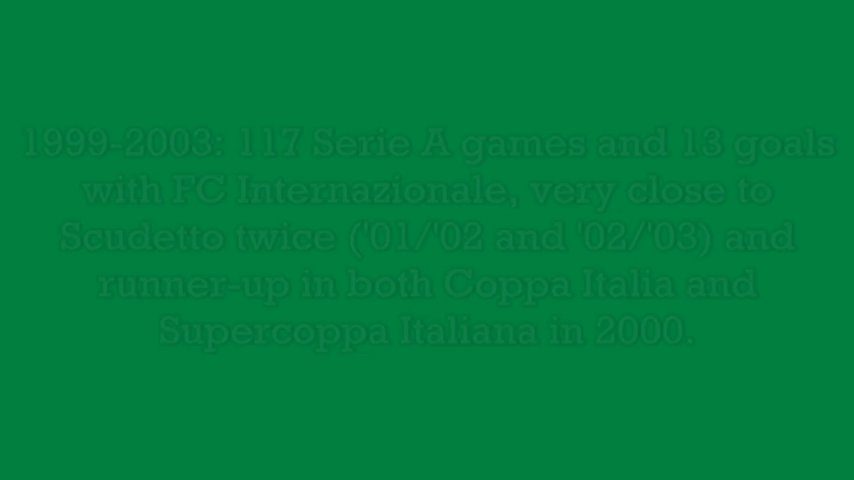 1999-2003: 117 Serie A games and 13 goals
with FC Internazionale, very close to
Scudetto twice ('01/'02 and '02/'03) and
runner-up in both Coppa Italia and
Supercoppa Italiana in 2000.